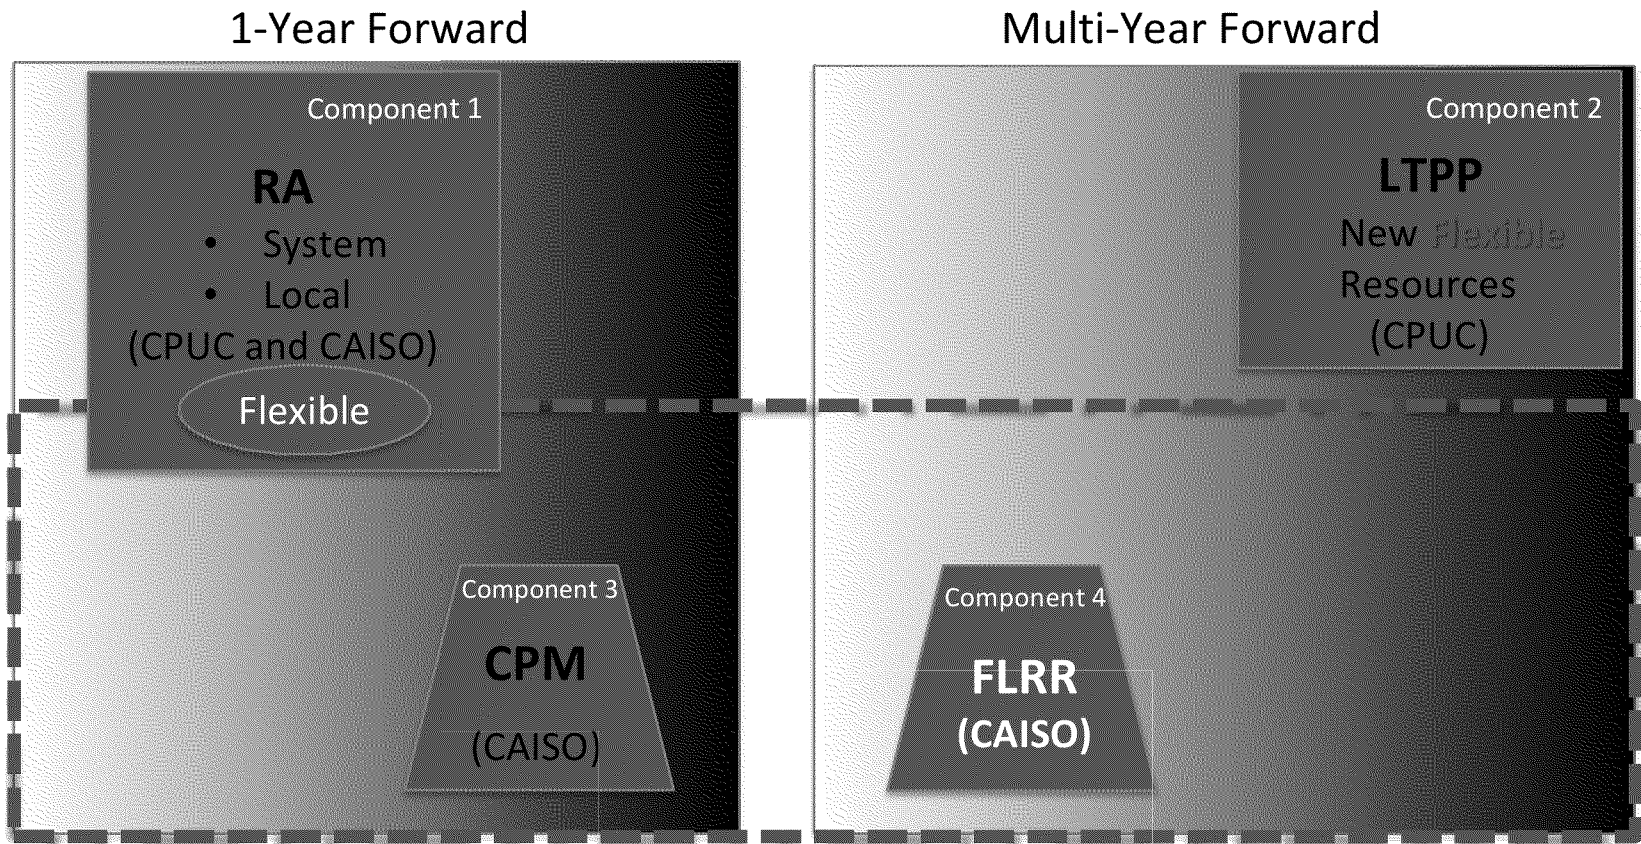 1-Year Forward
Multi-Year Forward
Component 1
RA
• System
• Local
(CPUC and CAISO)
Flexible
Component 2
LTPP
New Flexible
Resources
(CPUC)
Component 3
CPM
(CAISO)
Component 4
FLRR
(CAISO)